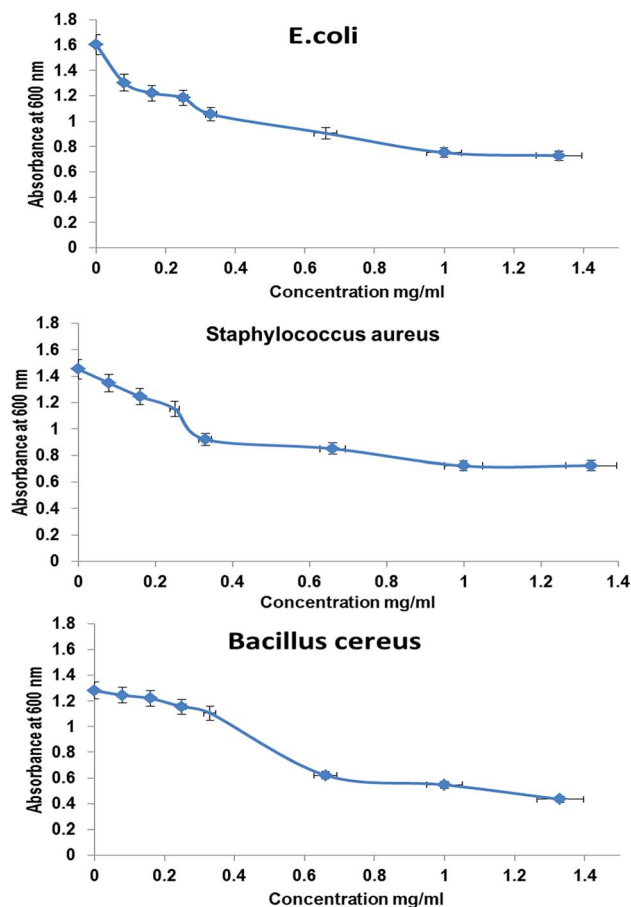 E.coli
Absorbance at 600 nm
1.8
1.6
1.4
1.2
1
0.8
0.6
0.4
0.2
0
0 0.2 0.4 0.6 0.8 1 1.2 1.4
Concentration mg/ml
Staphylococcus aureus
Absorbance at 600 nm
1.8
1.6
1.4
1.2
1
0.8
0.6
0.4
0.2
0
0 0.2 0.4 0.6 0.8 1 1.2 1.4
Concentration mg/ml
Bacillus cereus
Absorbance at 600 nm
1.8
1.6
1.4
1.2
1
0.8
0.6
0.4
0.2
0
0 0.2 0.4 0.6 0.8 1 1.2 1.4
Concentration mg/ml